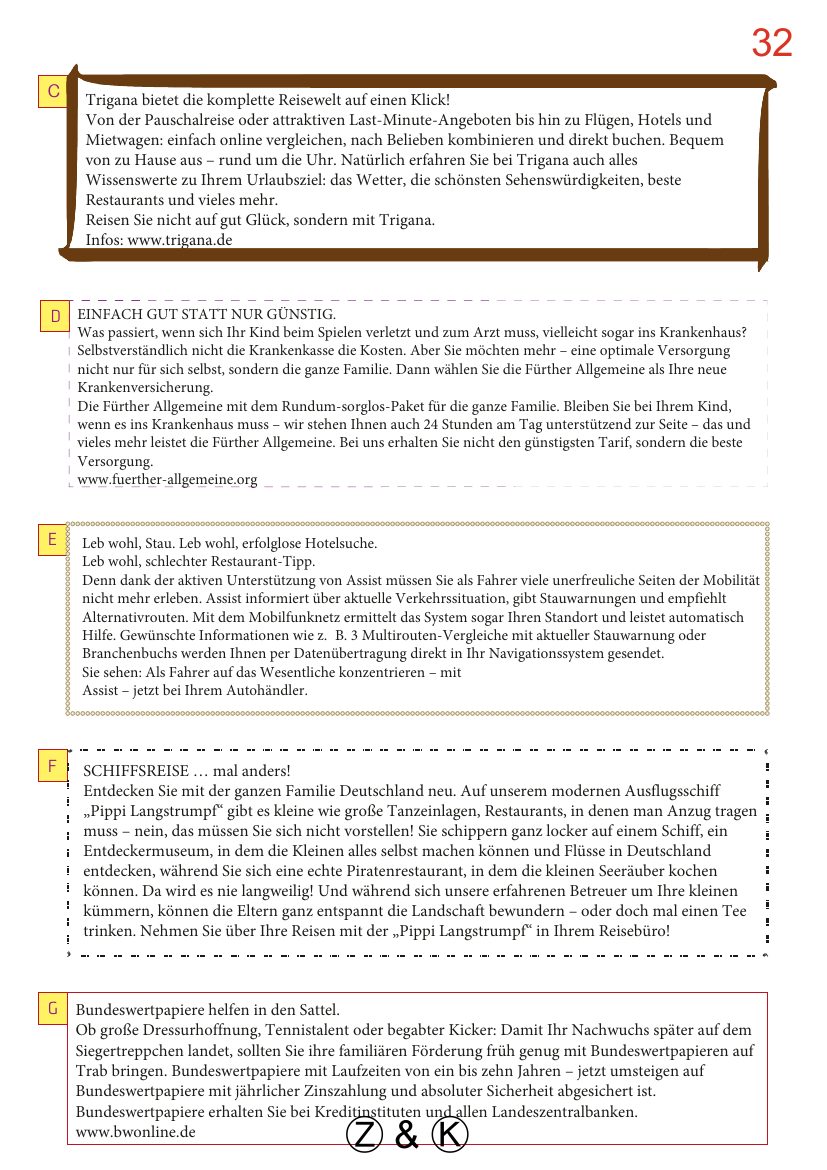 32
C
Trigana bietet die komplette Reisewelt auf einen Klick!
Von der Pauschalreise oder attraktiven Last-Minute-Angeboten bis hin zu Flügen, Hotels und
Mietwagen: einfach online vergleichen, nach Belieben kombinieren und direkt buchen. Bequem
von zu Hause aus – rund um die Uhr. Natürlich erfahren Sie bei Trigana auch alles
Wissenswerte zu Ihrem Urlaubsziel: das Wetter, die schönsten Sehenswürdigkeiten, beste
Restaurants und vieles mehr.
Reisen Sie nicht auf gut Glück, sondern mit Trigana.
Infos: www.trigana.de
D
EINFACH GUT STATT NUR GÜNSTIG.
Was passiert, wenn sich Ihr Kind beim Spielen verletzt und zum Arzt muss, vielleicht sogar ins Krankenhaus?
Selbstverständlich nicht die Krankenkasse die Kosten. Aber Sie möchten mehr – eine optimale Versorgung
nicht nur für sich selbst, sondern die ganze Familie. Dann wählen Sie die Fürther Allgemeine als Ihre neue
Krankenversicherung.
Die Fürther Allgemeine mit dem Rundum-sorglos-Paket für die ganze Familie. Bleiben Sie bei Ihrem Kind,
wenn es ins Krankenhaus muss – wir stehen Ihnen auch 24 Stunden am Tag unterstützend zur Seite – das und
vieles mehr leistet die Fürther Allgemeine. Bei uns erhalten Sie nicht den günstigsten Tarif, sondern die beste
Versorgung.
www.fuerther-allgemeine.org
E
Leb wohl, Stau. Leb wohl, erfolglose Hotelsuche.
Leb wohl, schlechter Restaurant-Tipp.
Denn dank der aktiven Unterstützung von Assist müssen Sie als Fahrer viele unerfreuliche Seiten der Mobilität
nicht mehr erleben. Assist informiert über aktuelle Verkehrssituation, gibt Stauwarnungen und empfiehlt
Alternativrouten. Mit dem Mobilfunknetz ermittelt das System sogar Ihren Standort und leistet automatisch
Hilfe. Gewünschte Informationen wie z. B. 3 Multirouten-Vergleiche mit aktueller Stauwarnung oder
Branchenbuchs werden Ihnen per Datenübertragung direkt in Ihr Navigationssystem gesendet.
Sie sehen: Als Fahrer auf das Wesentliche konzentrieren – mit
Assist – jetzt bei Ihrem Autohändler.
F
SCHIFFSREISE … mal anders!
Entdecken Sie mit der ganzen Familie Deutschland neu. Auf unserem modernen Ausflugsschiff
„Pippi Langstrumpf“ gibt es kleine wie große Tanzeinlagen, Restaurants, in denen man Anzug tragen
muss – nein, das müssen Sie sich nicht vorstellen! Sie schippern ganz locker auf einem Schiff, ein
Entdeckermuseum, in dem die Kleinen alles selbst machen können und Flüsse in Deutschland
entdecken, während Sie sich eine echte Piratenrestaurant, in dem die kleinen Seeräuber kochen
können. Da wird es nie langweilig! Und während sich unsere erfahrenen Betreuer um Ihre kleinen
kümmern, können die Eltern ganz entspannt die Landschaft bewundern – oder doch mal einen Tee
trinken. Nehmen Sie über Ihre Reisen mit der „Pippi Langstrumpf“ in Ihrem Reisebüro!
G
Bundeswertpapiere helfen in den Sattel.
Ob große Dressurhoffnung, Tennistalent oder begabter Kicker: Damit Ihr Nachwuchs später auf dem
Siegertreppchen landet, sollten Sie ihre familiären Förderung früh genug mit Bundeswertpapieren auf
Trab bringen. Bundeswertpapiere mit Laufzeiten von ein bis zehn Jahren – jetzt umsteigen auf
Bundeswertpapiere mit jährlicher Zinszahlung und absoluter Sicherheit abgesichert ist.
Bundeswertpapiere erhalten Sie bei Kreditinstituten und allen Landeszentralbanken.
www.bwonline.de
Z & K